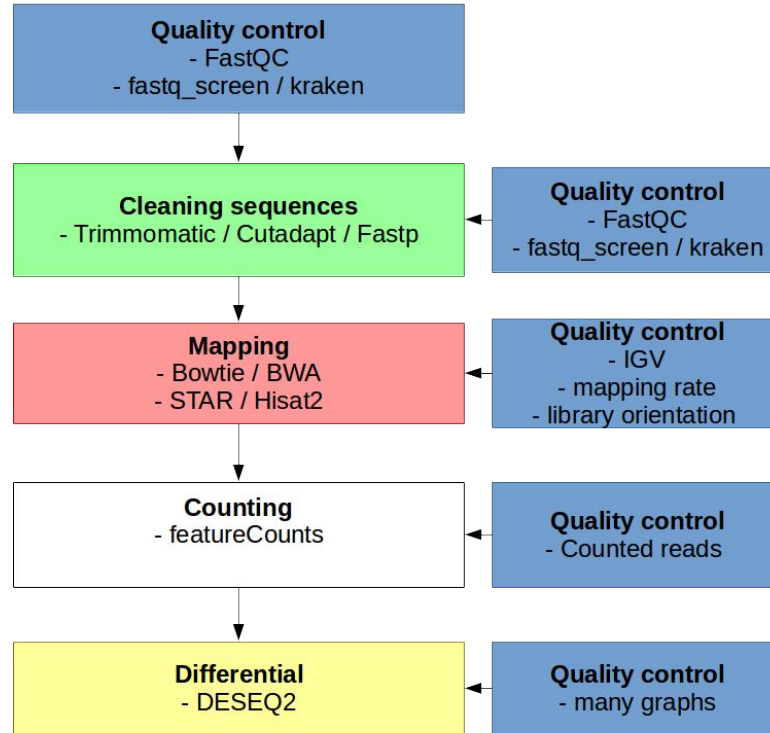 Quality control
- FastQC
- fastq_screen / kraken
Cleaning sequences
- Trimmomatic / Cutadapt / Fastp
Quality control
- FastQC
- fastq_screen / kraken
Mapping
- Bowtie / BWA
- STAR / Hisat2
Quality control
- IGV
- mapping rate
- library orientation
Counting
- featureCounts
Quality control
- Counted reads
Differential
- DESEQ2
Quality control
- many graphs